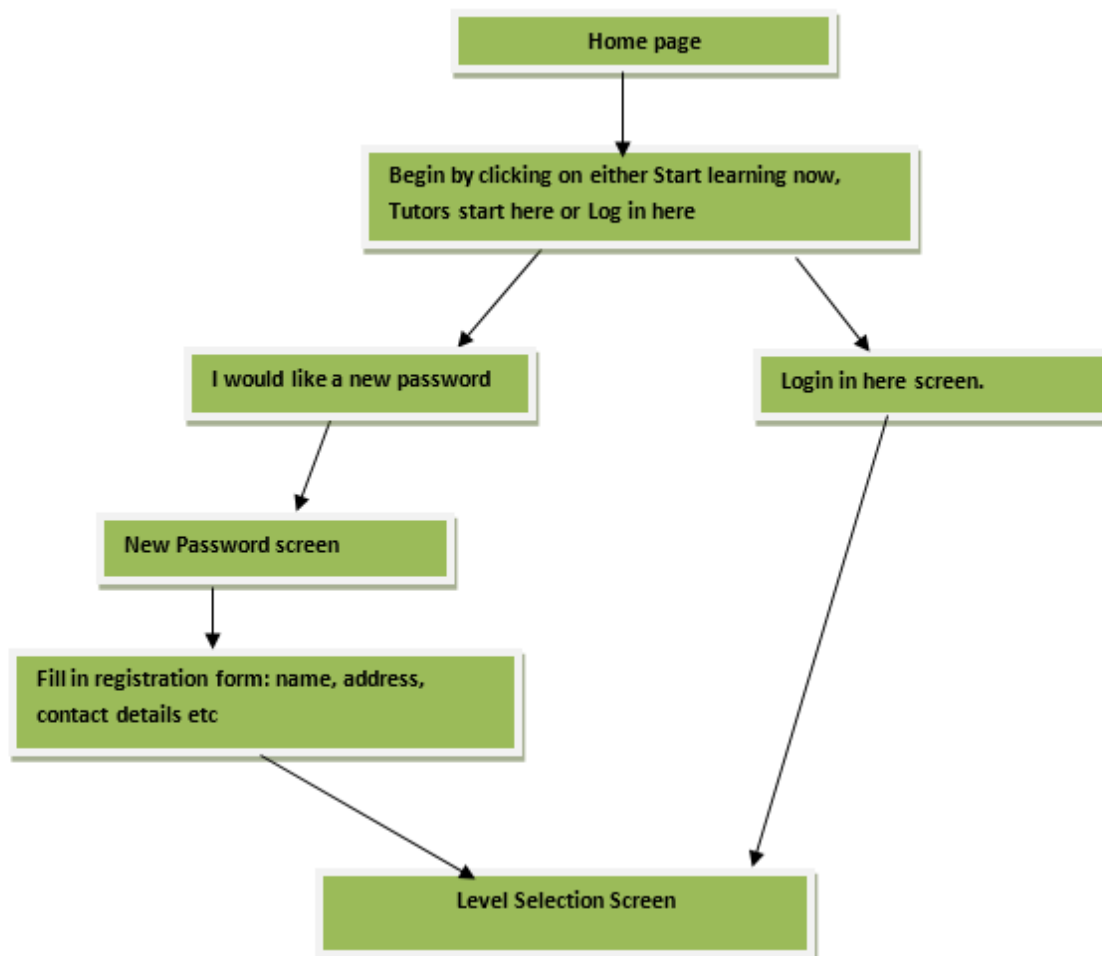 Home page
Begin by clicking on either Start learning now,
Tutors start here or Log in here
I would like a new password
Login in here screen.
New Password screen
Fill in registration form: name, address,
contact details etc
Level Selection Screen